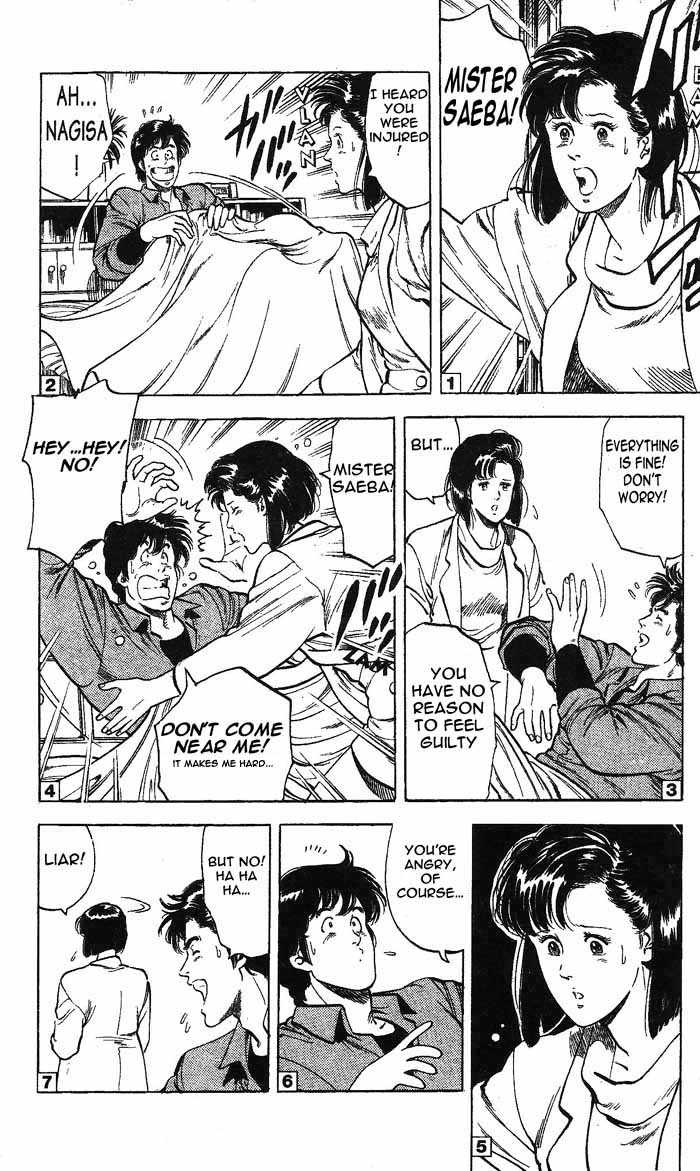 MISTER
SAEBA!
BAM
1
I HEARD
YOU
WERE
INJURED
!
VLAN
AH...
NAGISA
!
2
EVERYTHING
IS FINE!
DON'T
WORRY!
BUT...
YOU
HAVE NO
REASON
TO FEEL
GUILTY
3
MISTER
SAEBA!
HEY ...HEY!
NO!
ZAM
DON'T COME
NEAR ME!
IT MAKES ME HARD...
4
5
YOU'RE
ANGRY,
OF
COURSE...
6
BUT NO!
HA HA
HA...
LIAR!
7